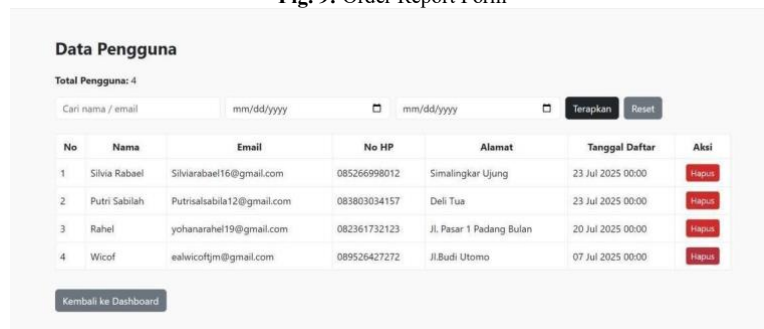 Fig. 9. Order Report Form
Data Pengguna
Total Pengguna: 4
Cari nama / email mm/dd/yyyy mm/dd/yyyy Terapkan Reset
No Nama Email No HP Alamat Tanggal Daftar Aksi
1 Silvia Rabael Silviarabael16@gmail.com 085266998012 Simalingkar Ujung 23 Jul 2025 00:00 Hapus
2 Putri Sabilah Putrisalsabila12@gmail.com 083803034157 Deli Tua 23 Jul 2025 00:00 Hapus
3 Rahel yohanarahel19@gmail.com 082361732123 Jl. Pasar 1 Padang Bulan 20 Jul 2025 00:00 Hapus
4 Wicof ealwicoftjm@gmail.com 089526427272 Jl.Budi Utomo 07 Jul 2025 00:00 Hapus
Kembali ke Dashboard